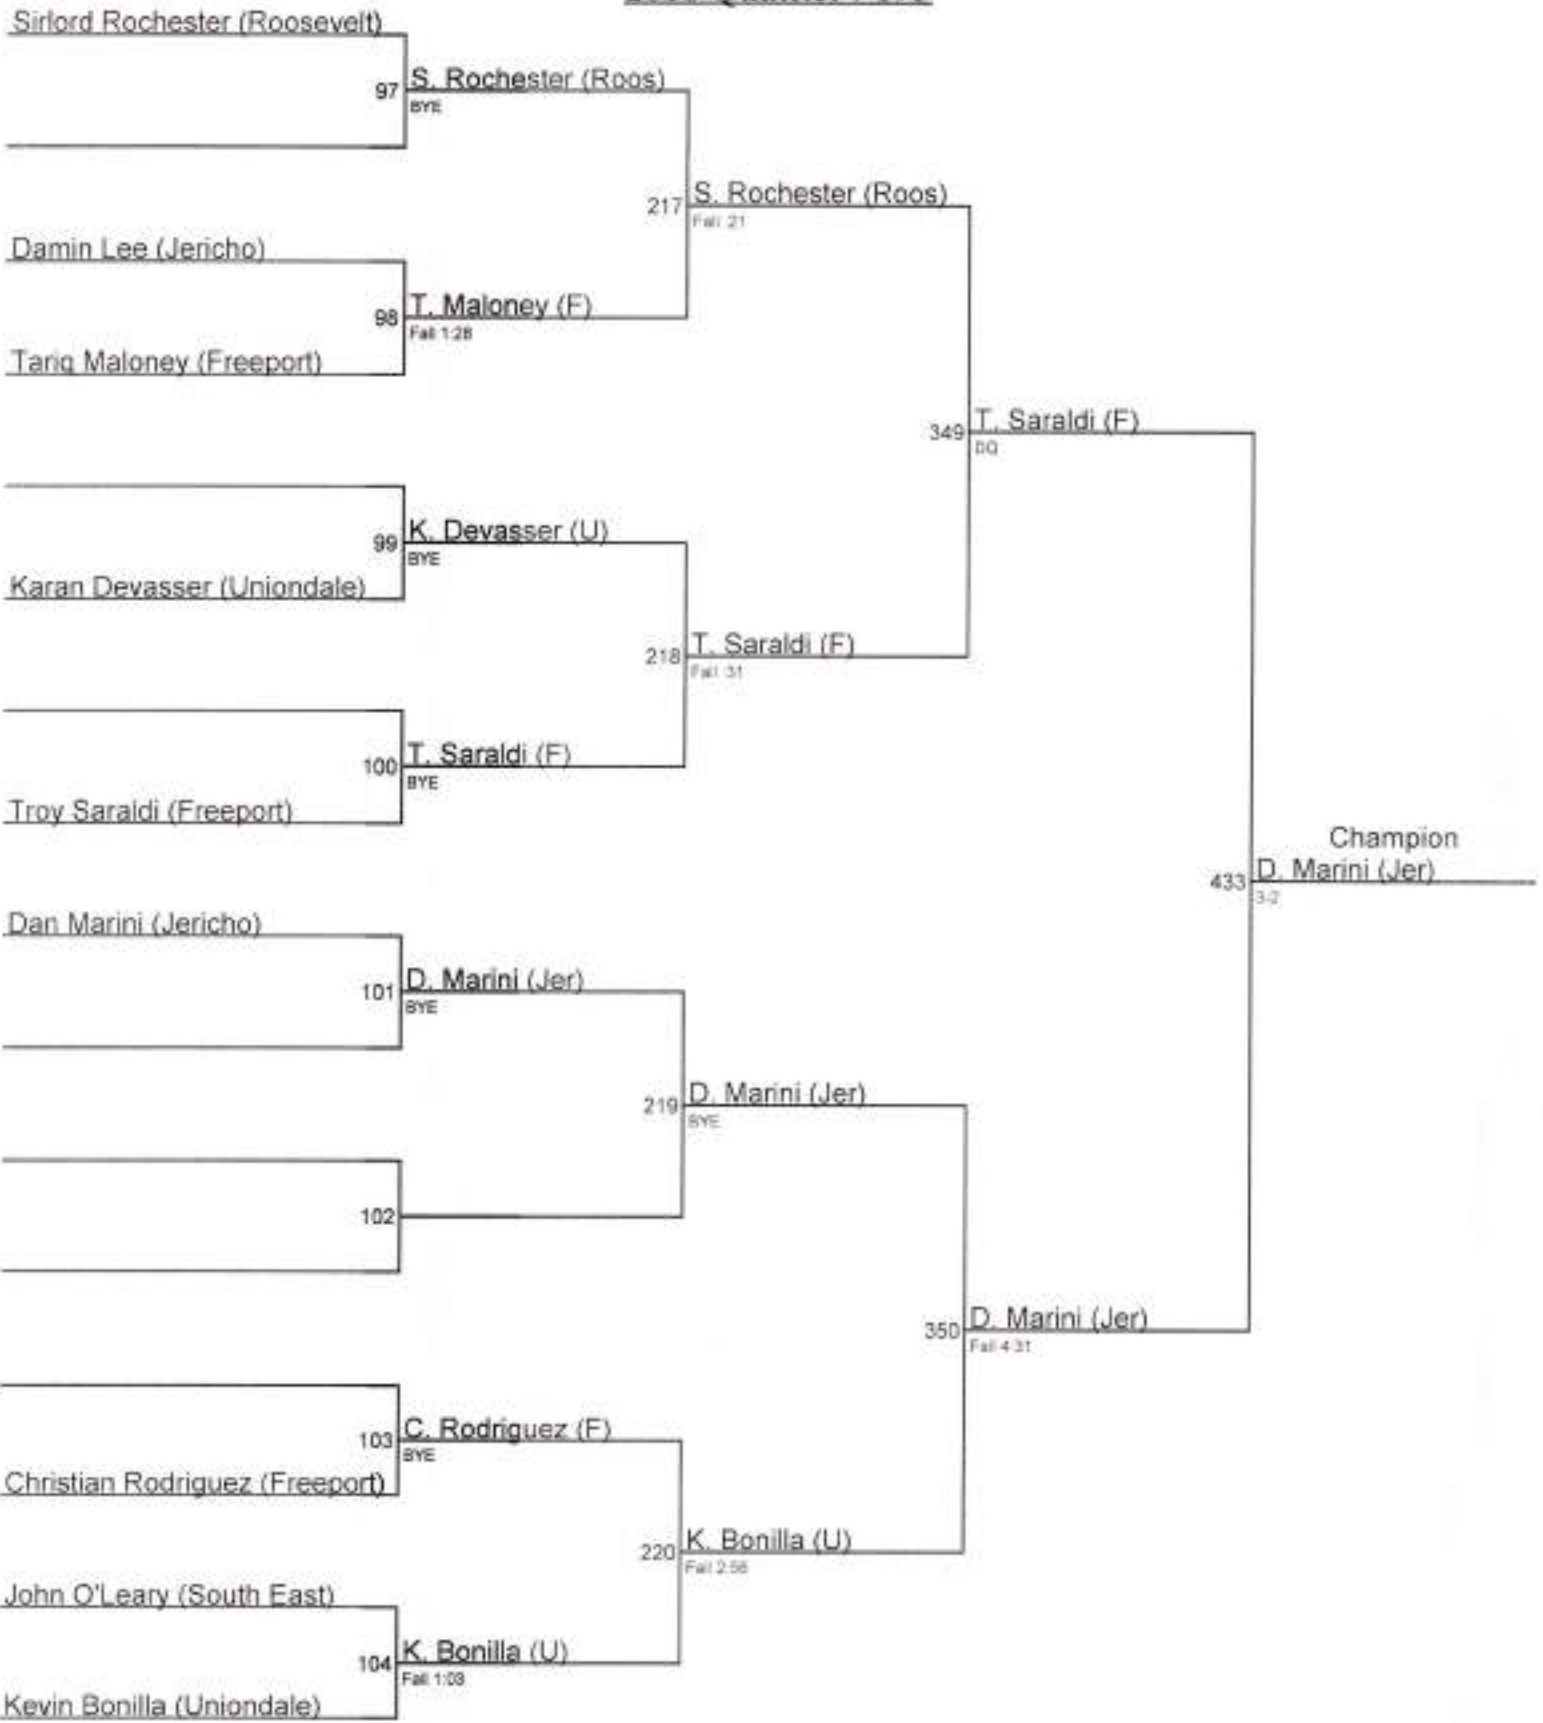 Sirlord Rochester (Roosevelt)
97 S. Rochester (Roos)
BYE
217 S. Rochester (Roos)
Fall :21
Damin Lee (Jericho)
98 T. Maloney (F)
Fall 1:28
Tariq Maloney (Freeport)
349 T. Saraldi (F)
DQ
99 K. Devasser (U)
BYE
Karan Devasser (Uniondale)
218 T. Saraldi (F)
Fall :31
100 T. Saraldi (F)
BYE
Troy Saraldi (Freeport)
Champion
433 D. Marini (Jer)
3-2
Dan Marini (Jericho)
101 D. Marini (Jer)
BYE
219 D. Marini (Jer)
BYE
102
350 D. Marini (Jer)
Fall 4:31
103 C. Rodriguez (F)
BYE
Christian Rodriguez (Freeport)
220 K. Bonilla (U)
Fall 2:56
John O'Leary (South East)
104 K. Bonilla (U)
Fall 1:03
Kevin Bonilla (Uniondale)